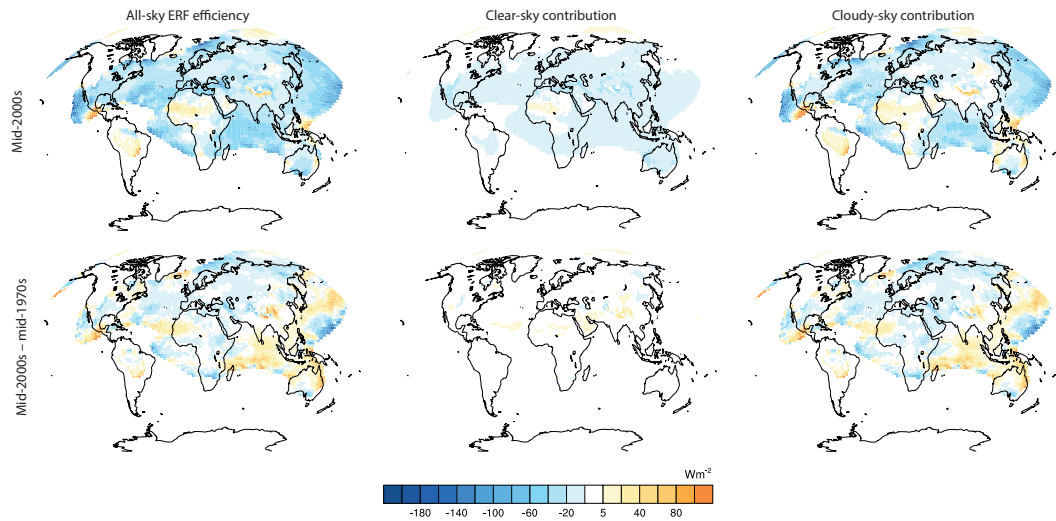 All-sky ERF efficiency
Clear-sky contribution
Cloudy-sky contribution
Mid-2000s
Mid-2000s – mid-1970s
Wm-2
-180 -140 -100 -60 -20 5 40 80